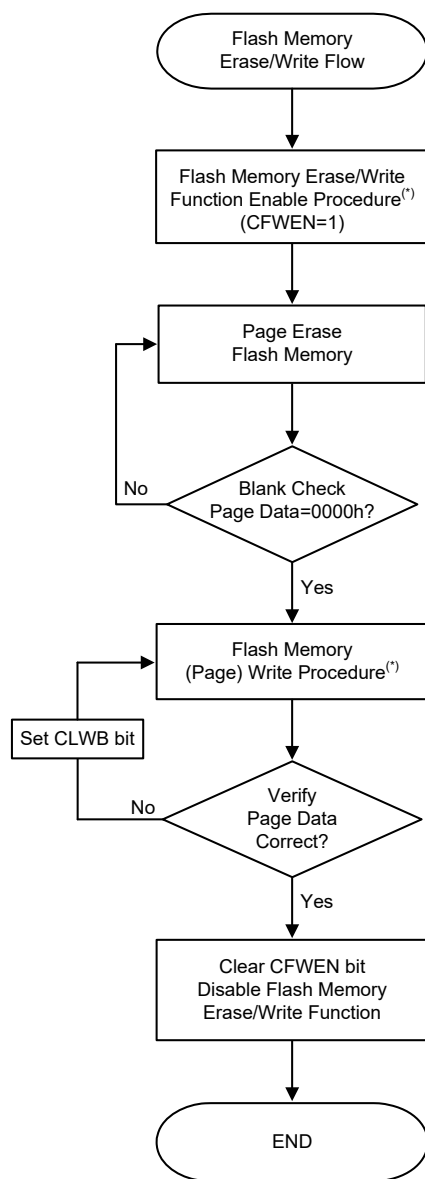 Flash Memory
Erase/Write Flow
Flash Memory Erase/Write
Function Enable Procedure(*)
(CFWEN=1)
Page Erase
Flash Memory
No
Blank Check
Page Data=0000h?
Yes
Flash Memory
(Page) Write Procedure(*)
Set CLWB bit
No
Verify
Page Data
Correct?
Yes
Clear CFWEN bit
Disable Flash Memory
Erase/Write Function
END